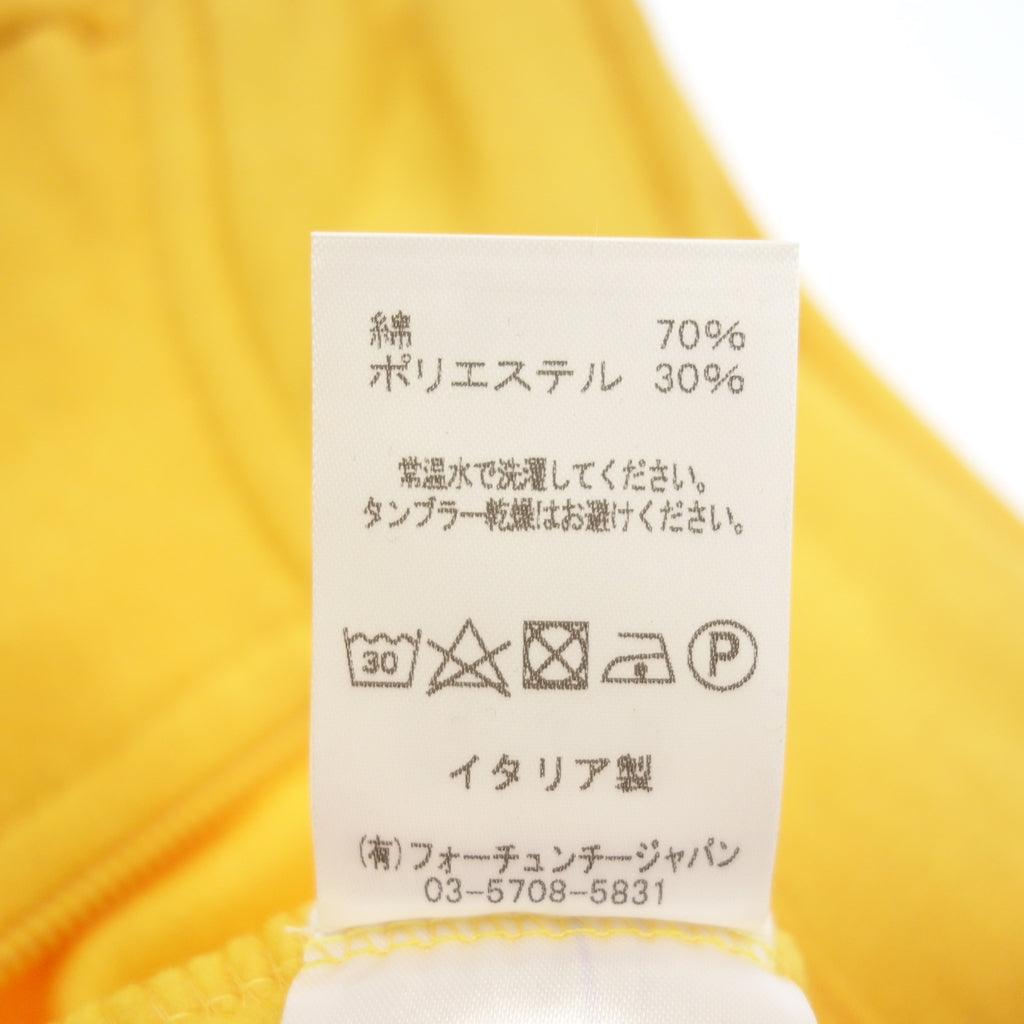 綿 70%
ポリエステル 30%
常温水で洗濯してください。
タンブラー乾燥はお避けください。
30 P
イタリア製
(有)フォーチュンチージャパン
03-5708-5831